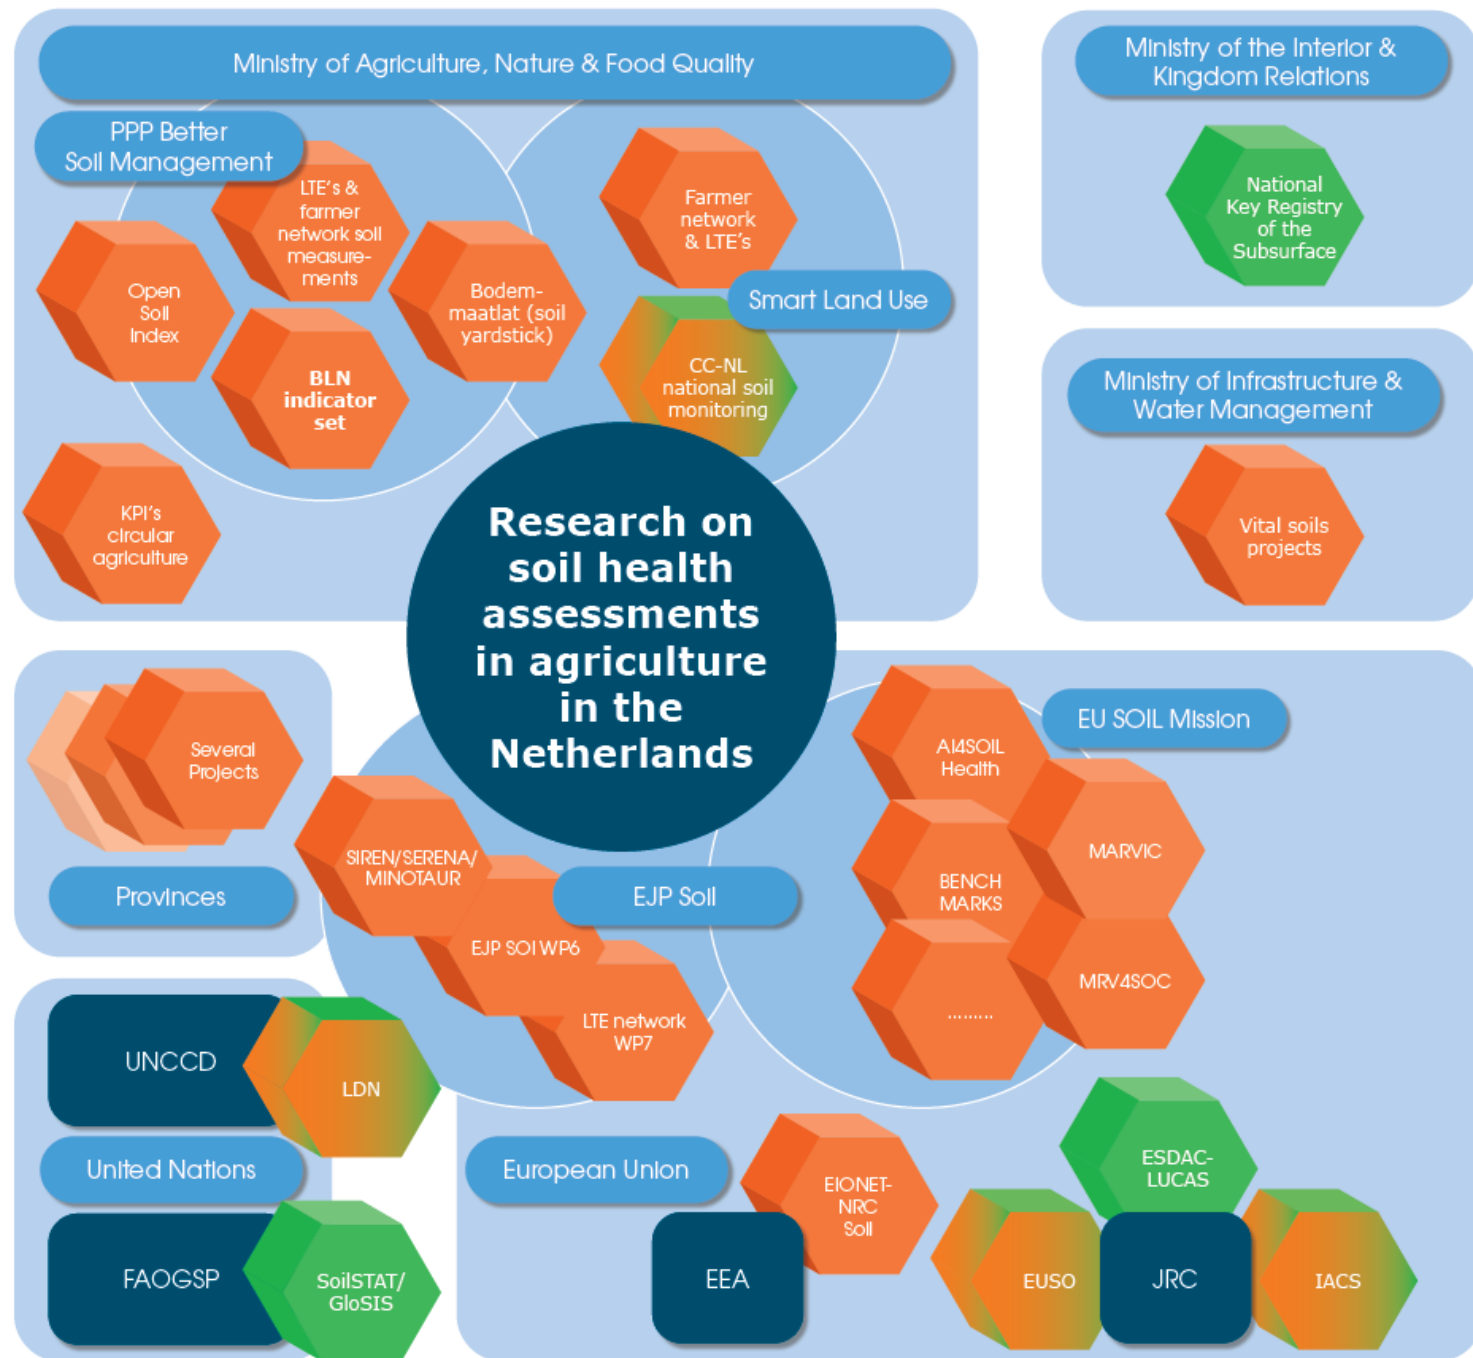 Ministry of Agriculture, Nature & Food Quality
PPP Better
Soil Management
LTE's &
farmer
network soil
measure-
ments
Open
Soil
Index
Bodem-
maatlat (soil
yardstick)
BLN
indicator
set
KPI's
circular
agriculture
Farmer
network
& LTE's
Smart Land Use
CC-NL
national soil
monitoring
Ministry of the Interior &
Kingdom Relations
National
Key Registry
of the
Subsurface
Ministry of Infrastructure &
Water Management
Vital soils
projects
Research on
soil health
assessments
in agriculture
in the
Netherlands
Several
Projects
Provinces
SIREN/SERENA/
MINOTAUR
EJP Soil
EJP SOI WP6
LTE network
WP7
EU SOIL Mission
AI4SOIL
Health
MARVIC
BENCH
MARKS
MRV4SOC
.........
UNCCD
LDN
United Nations
FAOGSP
SoilSTAT/
GloSIS
European Union
EIONET-
NRC
Soil
EEA
ESDAC-
LUCAS
EUSO
JRC
IACS